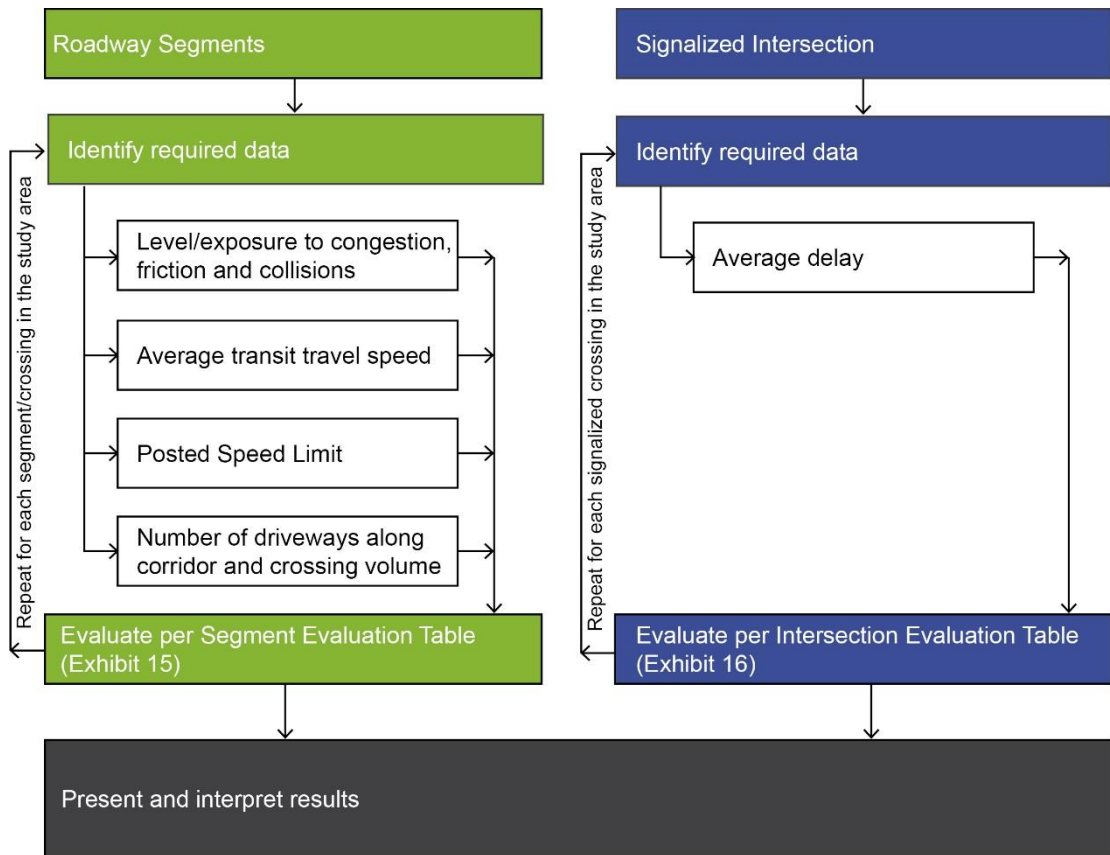 Roadway Segments
Identify required data
Repeat for each segment/crossing in the study area
Level/exposure to congestion,
friction and collisions
Average transit travel speed
Posted Speed Limit
Number of driveways along
corridor and crossing volume
Evaluate per Segment Evaluation Table
(Exhibit 15)
Signalized Intersection
Identify required data
Repeat for each signalized crossing in the study area
Average delay
Evaluate per Intersection Evaluation Table
(Exhibit 16)
Present and interpret results